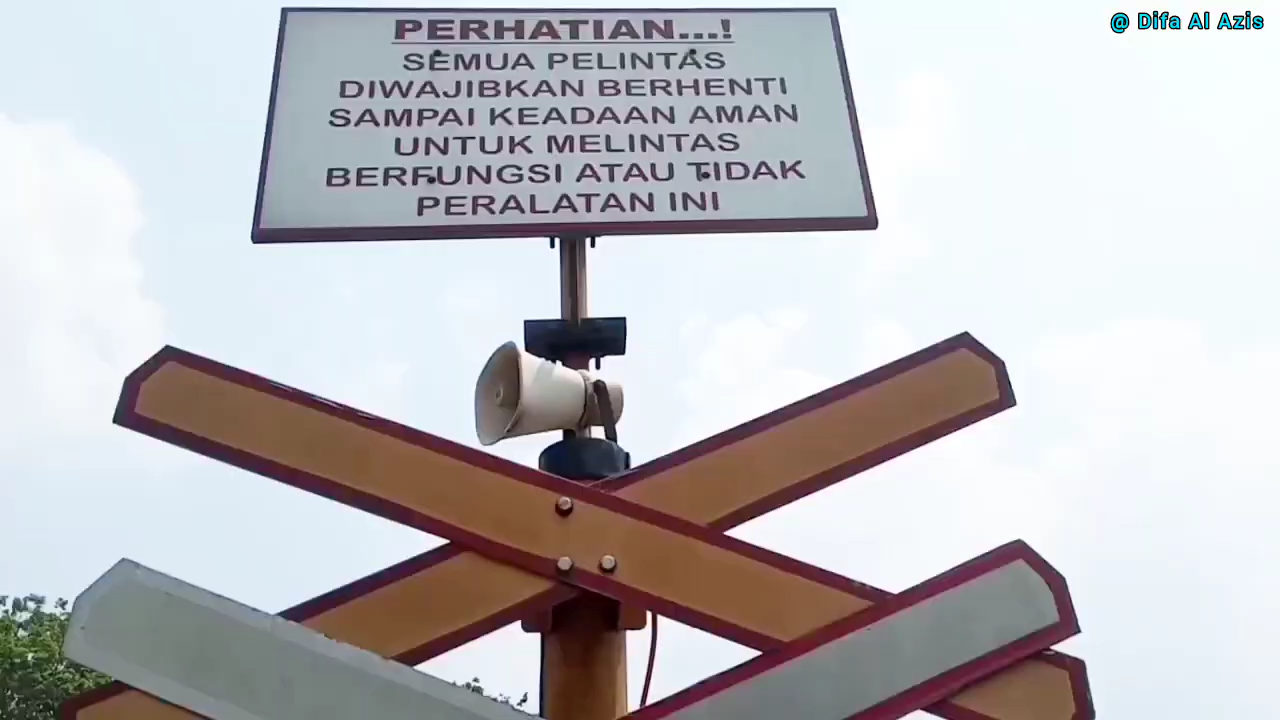 @ Difa Al Azis
PERHATIAN...!
SEMUA PELINTAS
DIWAJIBKAN BERHENTI
SAMPAI KEADAAN AMAN
UNTUK MELINTAS
BERFUNGSI ATAU TIDAK
PERALATAN INI